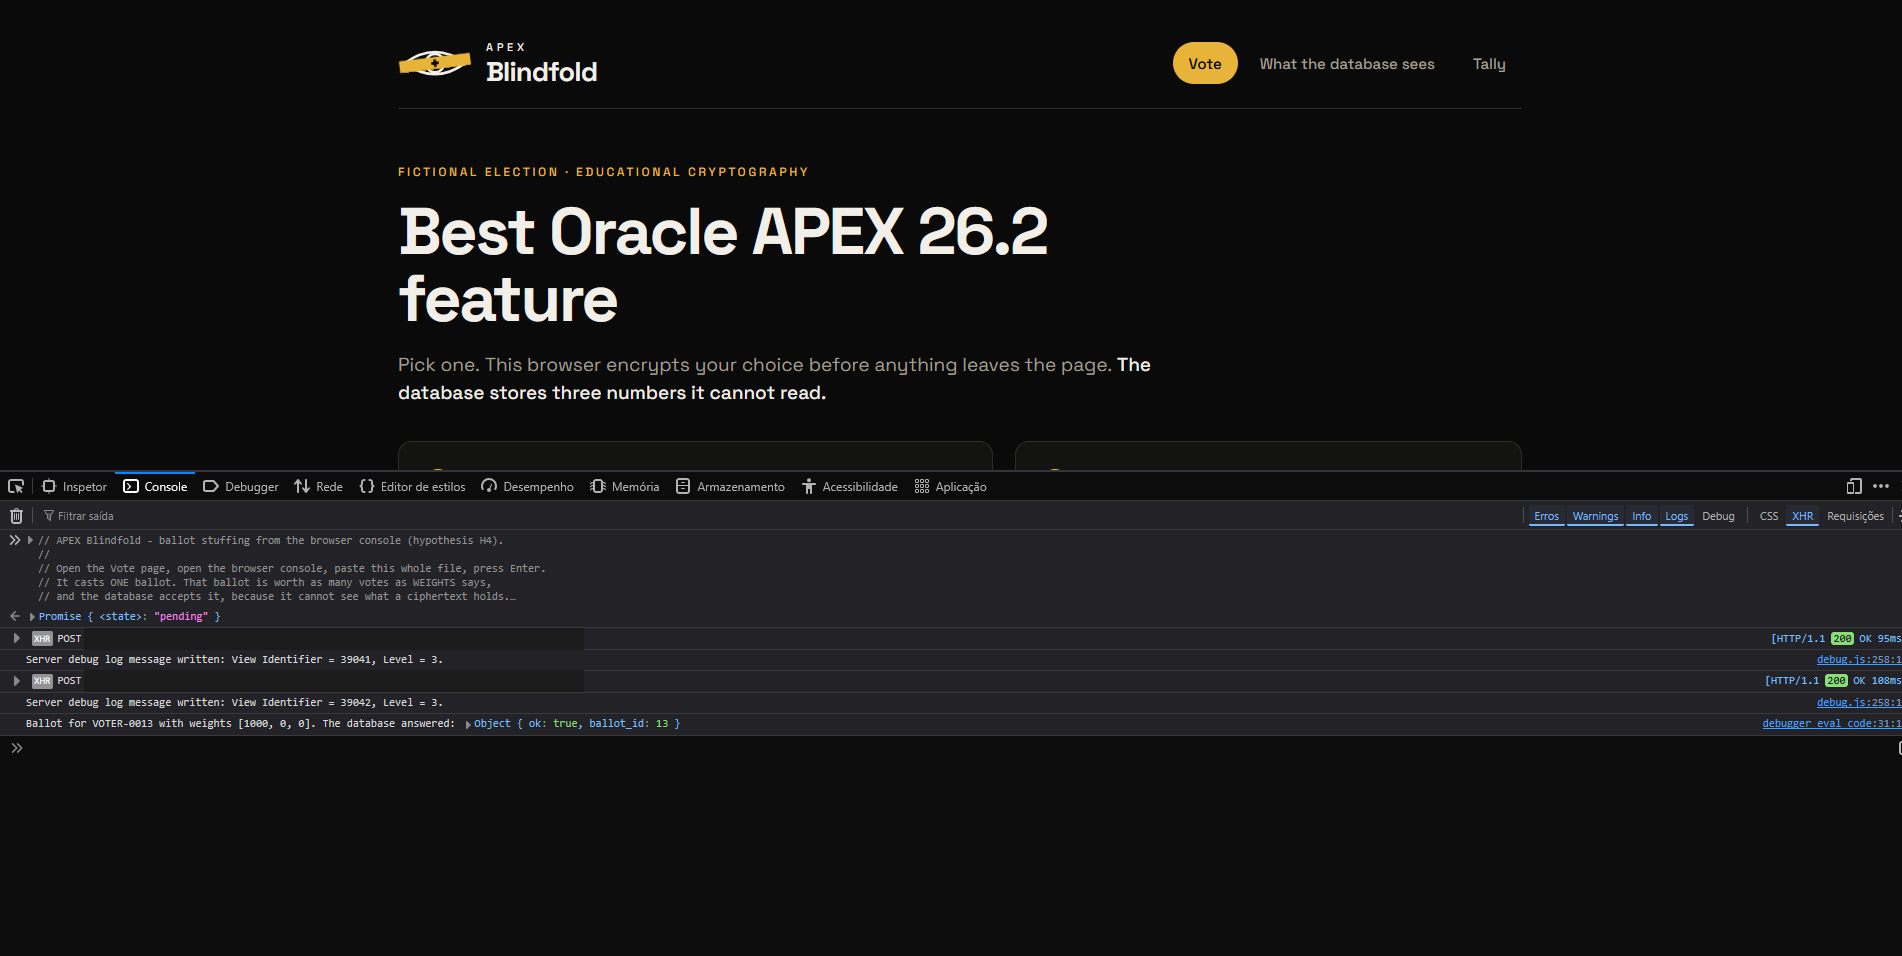 APEX
Blindfold
Vote
What the database sees
Tally
FICTIONAL ELECTION · EDUCATIONAL CRYPTOGRAPHY
Best Oracle APEX 26.2
feature
Pick one. This browser encrypts your choice before anything leaves the page. The
database stores three numbers it cannot read.
Inspetor
Console
Debugger
Rede
Editor de estilos
Desempenho
Memória
Armazenamento
Acessibilidade
Aplicação
Filtrar saída
Erros
Warnings
Info
Logs
Debug
CSS
XHR
Requisições
// APEX Blindfold - ballot stuffing from the browser console (hypothesis H4).
//
// Open the Vote page, open the browser console, paste this whole file, press Enter.
// It casts ONE ballot. That ballot is worth as many votes as WEIGHTS says,
// and the database accepts it, because it cannot see what a ciphertext holds.…
Promise { <state>: "pending" }
XHR POST [HTTP/1.1 200 OK 95ms
Server debug log message written: View Identifier = 39041, Level = 3. debug.js:258:1
XHR POST [HTTP/1.1 200 OK 108ms
Server debug log message written: View Identifier = 39042, Level = 3. debug.js:258:1
Ballot for VOTER-0013 with weights [1000, 0, 0]. The database answered: Object { ok: true, ballot_id: 13 } debugger eval code:31:1